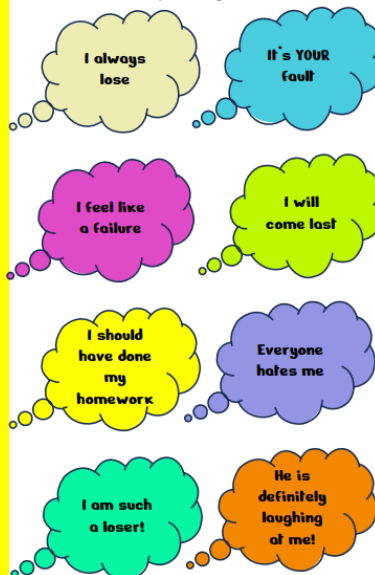 I always
lose
It's YOUR
fault
I feel like
a failure
I will
come last
I should
have done
my
homework
Everyone
hates me
I am such
a loser!
He is
definitely
laughing
at me!